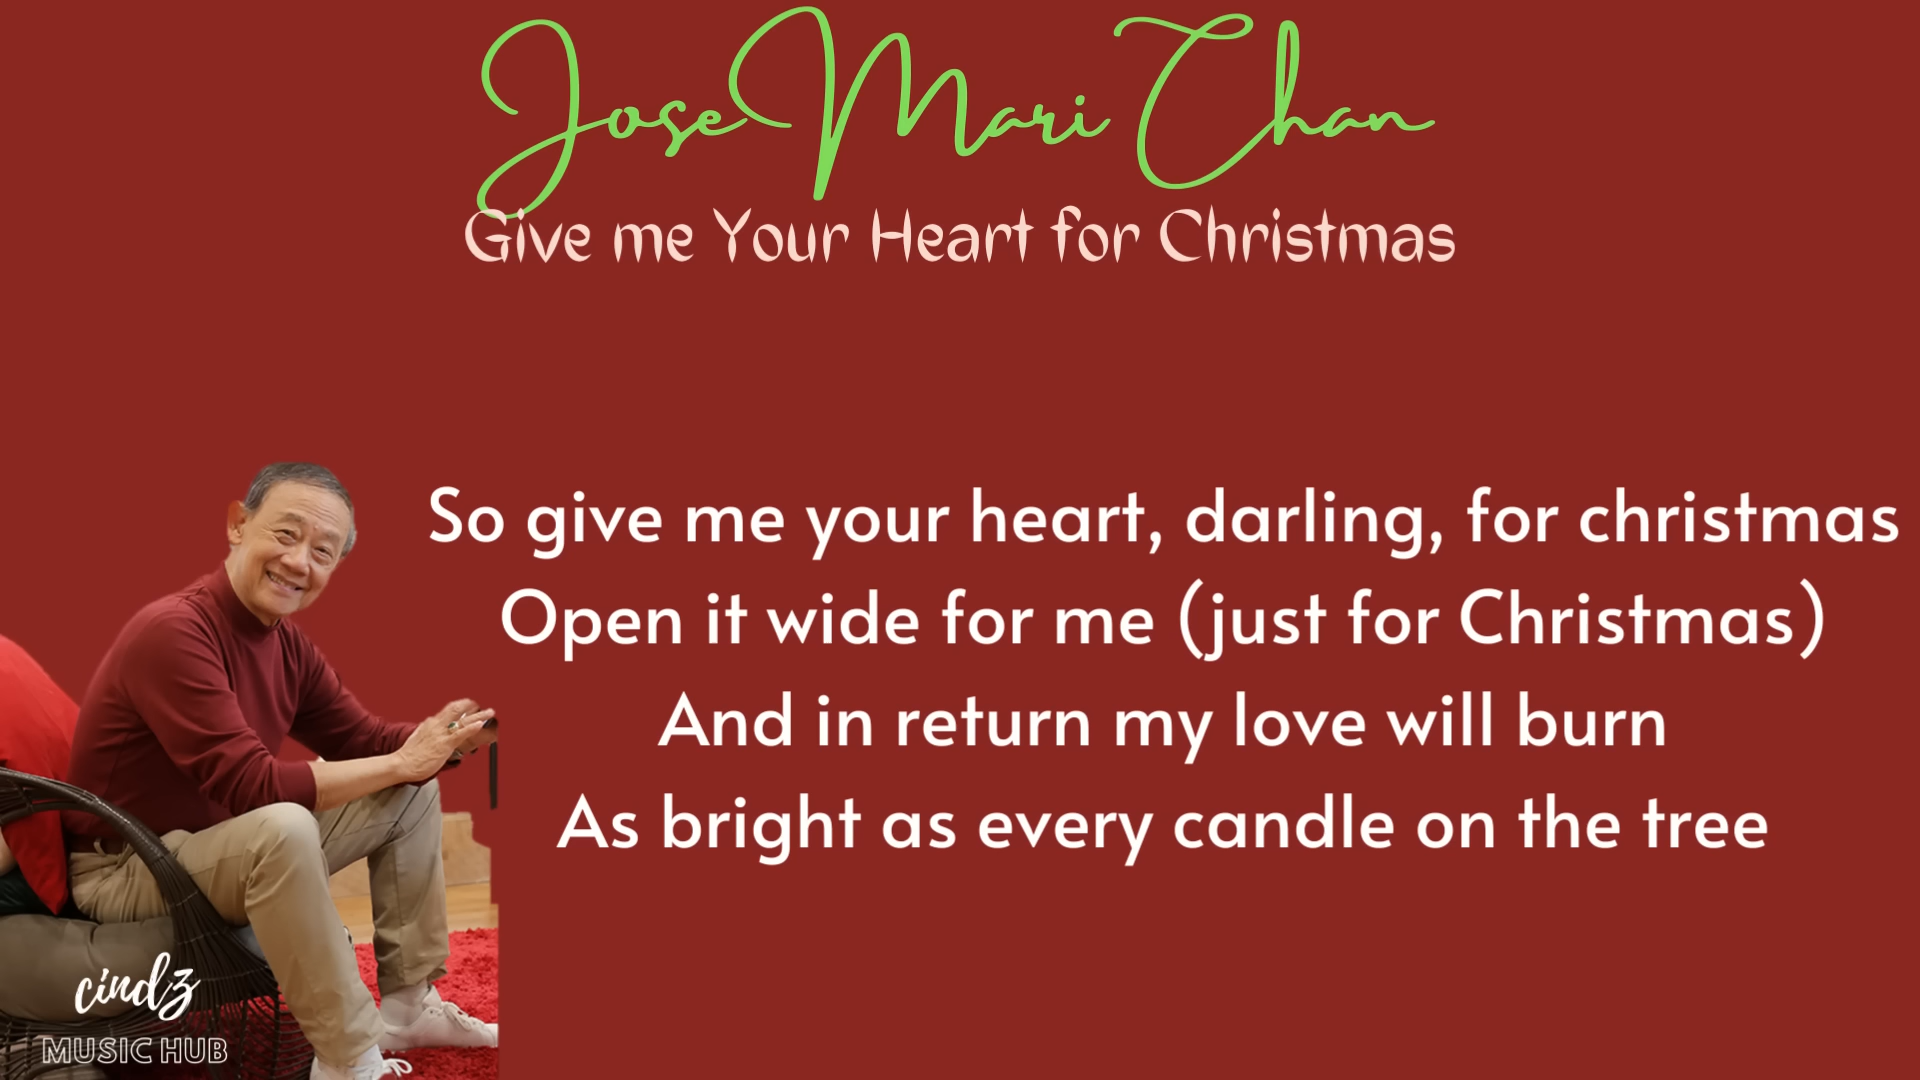 Jose Mari Chan
Give me Your Heart for Christmas
So give me your heart, darling, for christmas
Open it wide for me (just for Christmas)
And in return my love will burn
As bright as every candle on the tree
cindz
MUSIC HUB